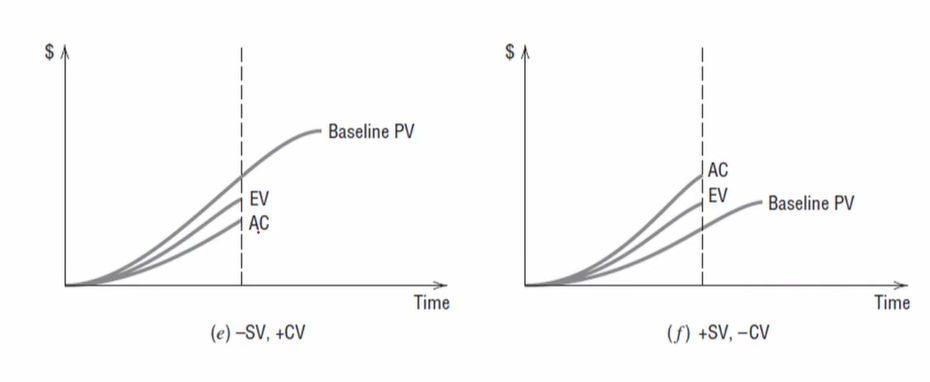 $
Baseline PV
EV
AC
Time
(e) –SV, +CV
$
AC
EV
Baseline PV
Time
(f) +SV, –CV